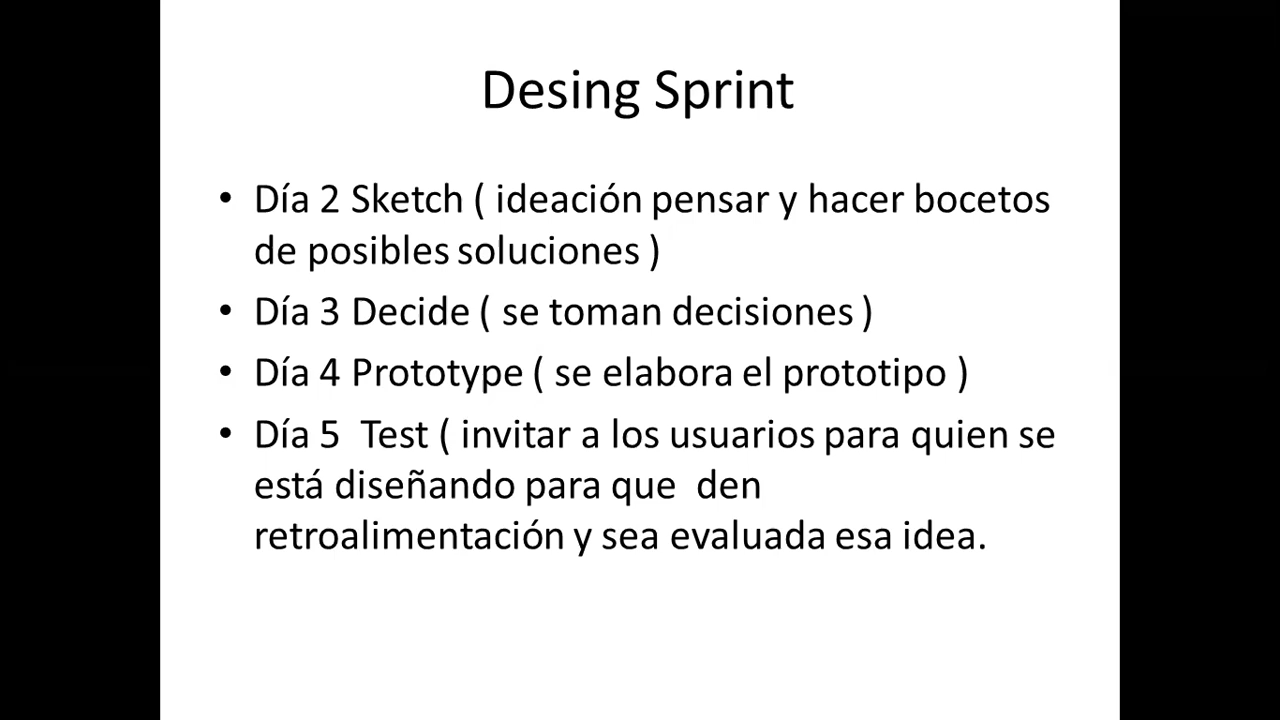 Desing Sprint
• Día 2 Sketch ( ideación pensar y hacer bocetos
de posibles soluciones )
• Día 3 Decide ( se toman decisiones )
• Día 4 Prototype ( se elabora el prototipo )
• Día 5  Test ( invitar a los usuarios para quien se
está diseñando para que  den
retroalimentación y sea evaluada esa idea.